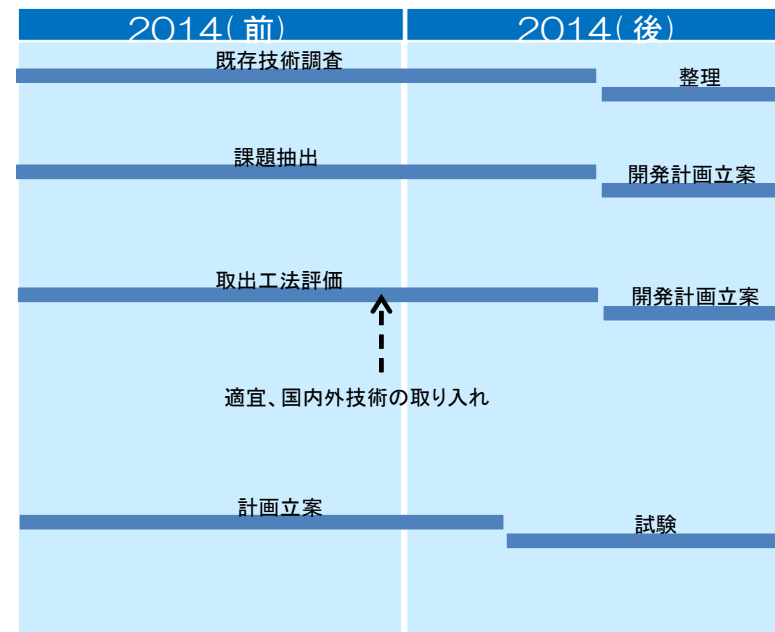 2014(前)
2014(後)
既存技術調査
整理
課題抽出
開発計画立案
取出工法評価
開発計画立案
適宜、国内外技術の取り入れ
計画立案
試験